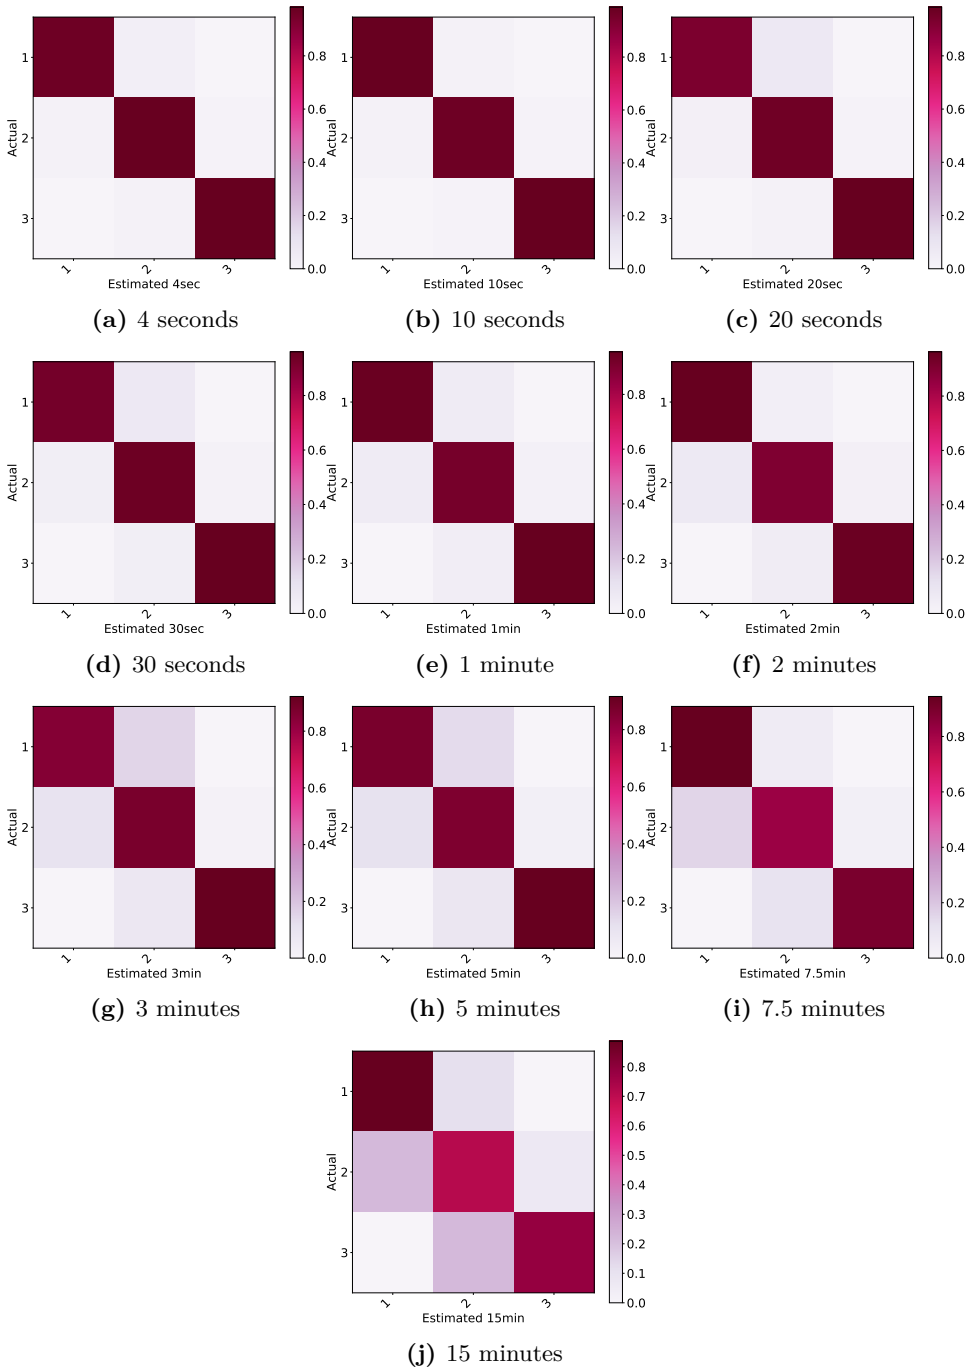 1
2
3
Actual
1 2 3
Estimated 4sec
0.8
0.6
0.4
0.2
0.0
(a) 4 seconds
1
2
3
Actual
1 2 3
Estimated 10sec
0.8
0.6
0.4
0.2
0.0
(b) 10 seconds
1
2
3
Actual
1 2 3
Estimated 20sec
0.8
0.6
0.4
0.2
0.0
(c) 20 seconds
1
2
3
Actual
1 2 3
Estimated 30sec
0.8
0.6
0.4
0.2
0.0
(d) 30 seconds
1
2
3
Actual
1 2 3
Estimated 1min
0.8
0.6
0.4
0.2
0.0
(e) 1 minute
1
2
3
Actual
1 2 3
Estimated 2min
0.8
0.6
0.4
0.2
0.0
(f) 2 minutes
1
2
3
Actual
1 2 3
Estimated 3min
0.8
0.6
0.4
0.2
0.0
(g) 3 minutes
1
2
3
Actual
1 2 3
Estimated 5min
0.8
0.6
0.4
0.2
0.0
(h) 5 minutes
1
2
3
Actual
1 2 3
Estimated 7.5min
0.8
0.6
0.4
0.2
0.0
(i) 7.5 minutes
1
2
3
Actual
1 2 3
Estimated 15min
0.8
0.7
0.6
0.5
0.4
0.3
0.2
0.1
0.0
(j) 15 minutes